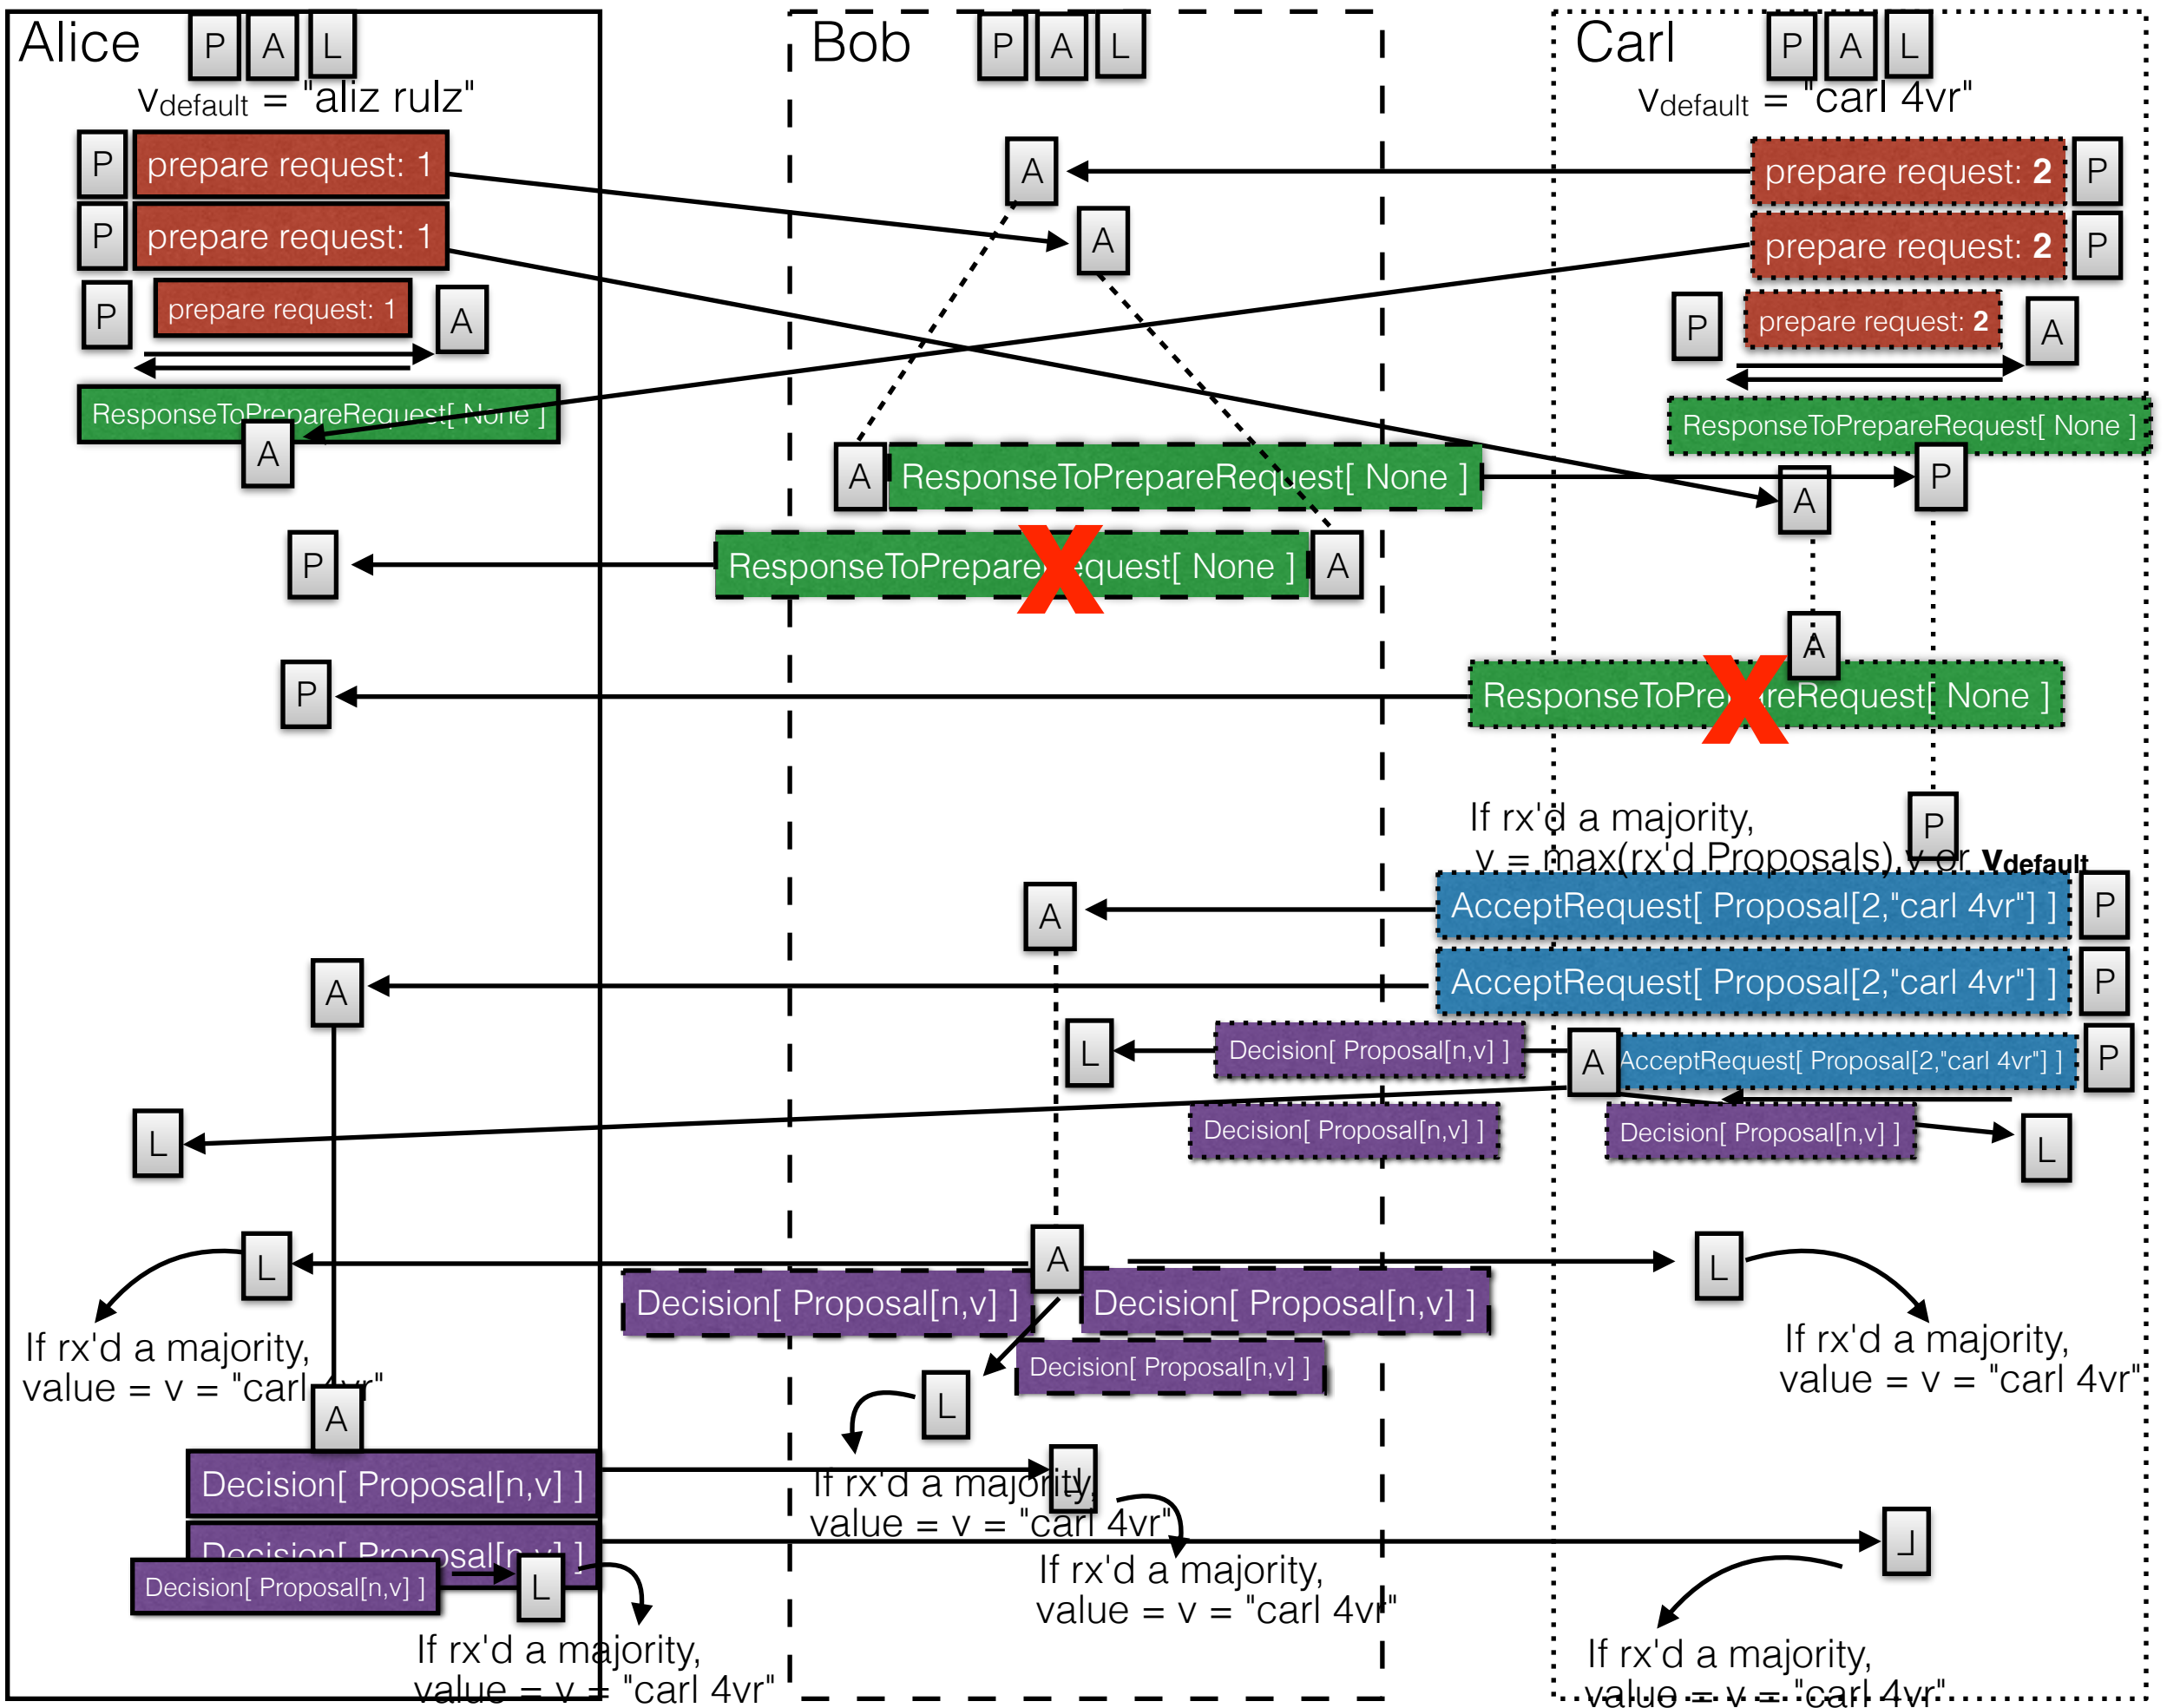 Alice P A L
Bob P A L
Carl P A L
vdefault = "aliz rulz"
vdefault = "carl 4vr"
P prepare request: 1
A
prepare request: 2 P
P prepare request: 1
A
prepare request: 2 P
P prepare request: 1 A
P prepare request: 2 A
ResponseToPrepareRequest[ None ]
ResponseToPrepareRequest[ None ]
A
A ResponseToPrepareRequest[ None ]
P
A
P
ResponseToPrepareRequest[ None ] A
X
A
P
ResponseToPrepareRequest[ None ]
X
P
If rx'd a majority,
v = max(rx'd Proposals).v or vdefault
A
AcceptRequest[ Proposal[2,"carl 4vr"] ] P
A
AcceptRequest[ Proposal[2,"carl 4vr"] ] P
L
Decision[ Proposal[n,v] ]
A AcceptRequest[ Proposal[2,"carl 4vr"] ] P
L
Decision[ Proposal[n,v] ]
Decision[ Proposal[n,v] ]
L
L
A
L
Decision[ Proposal[n,v] ]
Decision[ Proposal[n,v] ]
If rx'd a majority,
value = v = "carl 4vr"
Decision[ Proposal[n,v] ]
If rx'd a majority,
value = v = "carl 4vr"
L
A
Decision[ Proposal[n,v] ]
L
If rx'd a majority,
value = v = "carl 4vr"
Decision[ Proposal[n,v] ]
L
Decision[ Proposal[n,v] ] L
If rx'd a majority,
value = v = "carl 4vr"
If rx'd a majority,
value = v = "carl 4vr"
If rx'd a majority,
value = v = "carl 4vr"